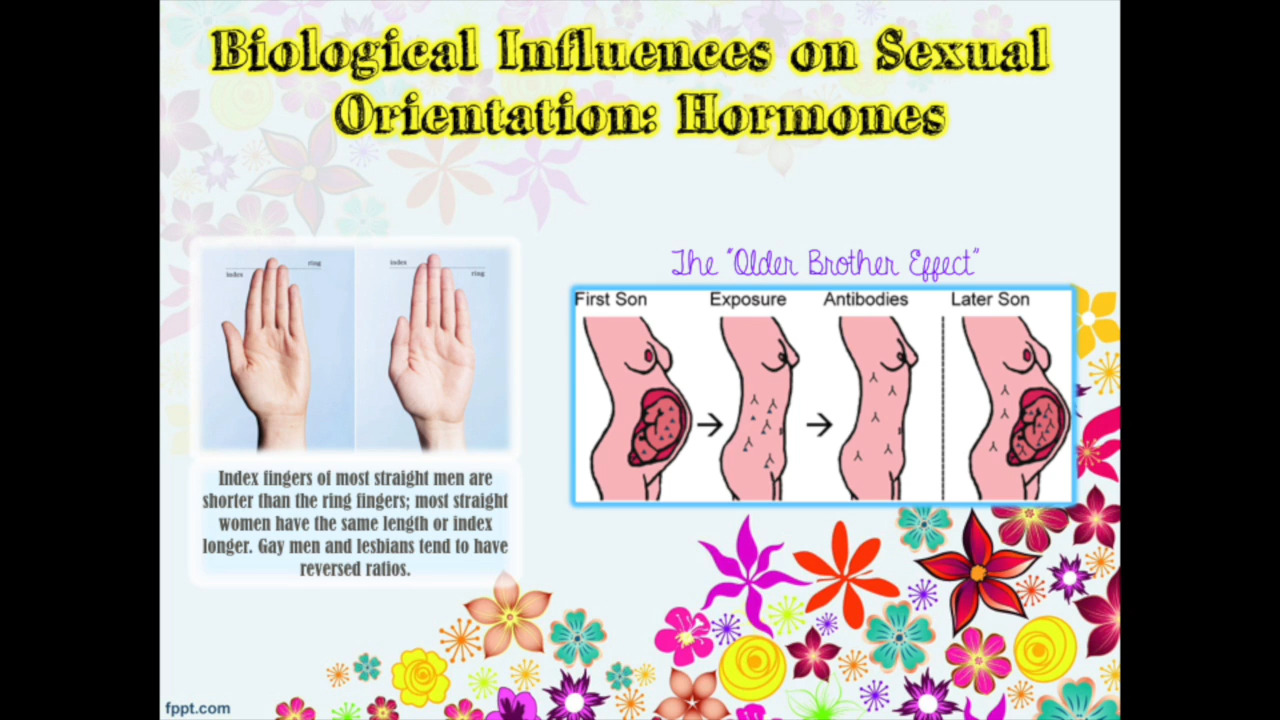 Biological Influences on Sexual
Orientation: Hormones
index
ring
index
ring
Index fingers of most straight men are
shorter than the ring fingers; most straight
women have the same length or index
longer. Gay men and lesbians tend to have
reversed ratios.
The "Older Brother Effect"
First Son Exposure Antibodies Later Son
fppt.com